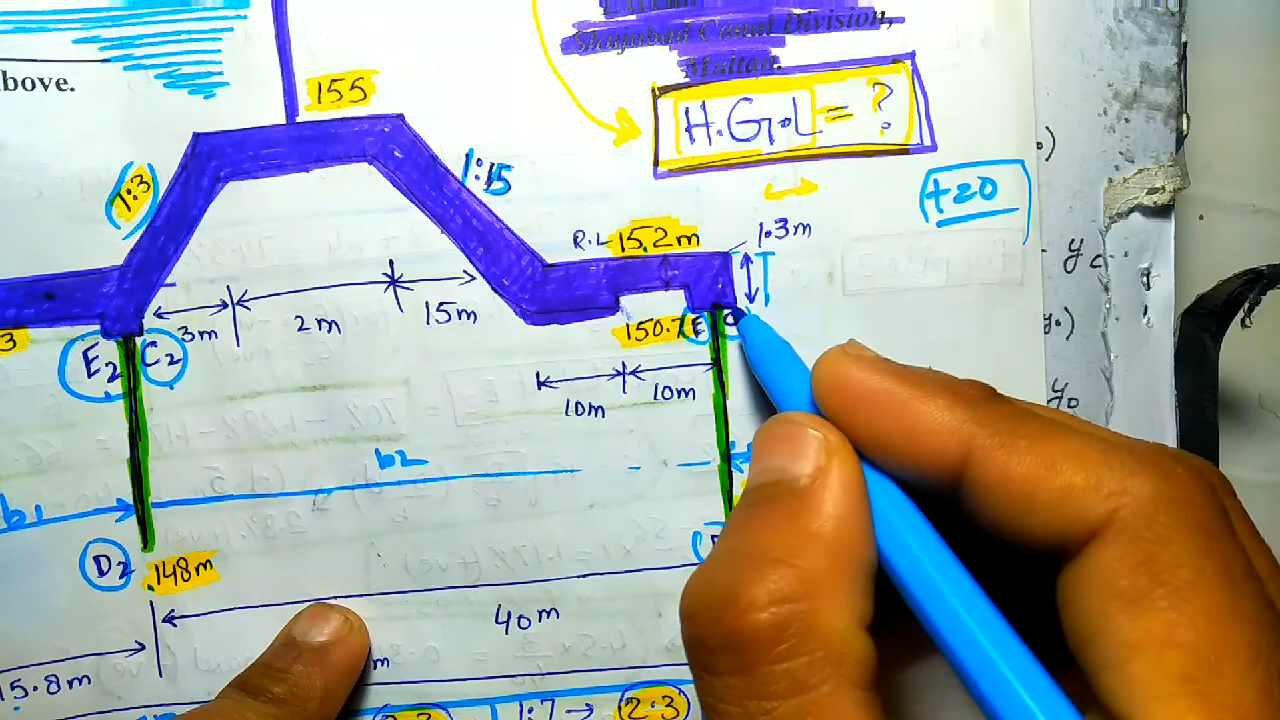 bove.
Shujabad Canal Division,
Multan.
H.G.L = ?
155
1:3
1:15
+20
R.L 15.2m
1.3m
3m
2m
15m
150.7
E
3
E2
C2
10m
10m
b2
b1
D2
148m
40m
15.8m
m
1:7 → 2:3